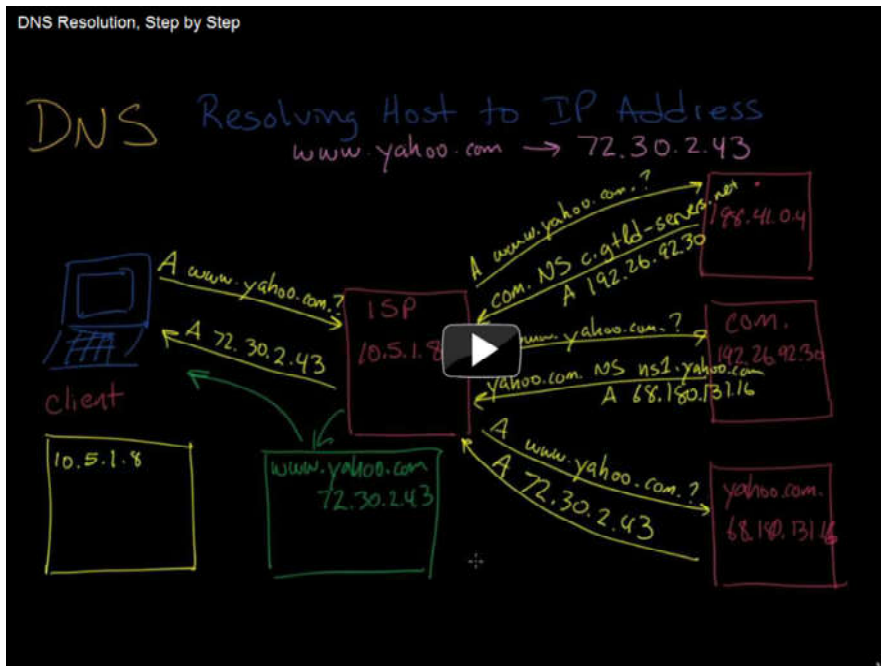 DNS Resolution, Step by Step
DNS Resolving Host to IP Address
www.yahoo.com → 72.30.2.43
A www.yahoo.com.?
A 72.30.2.43
client
10.5.1.8
ISP
10.5.1.8
www.yahoo.com
72.30.2.43
A www.yahoo.com.?
com. NS c.gtld-servers.net
A 192.26.92.30
.
198.41.0.4
www.yahoo.com.?
yahoo.com. NS ns1.yahoo.com
A 68.180.131.16
com.
192.26.92.30
A www.yahoo.com.?
A 72.30.2.43
yahoo.com.
68.180.131.16